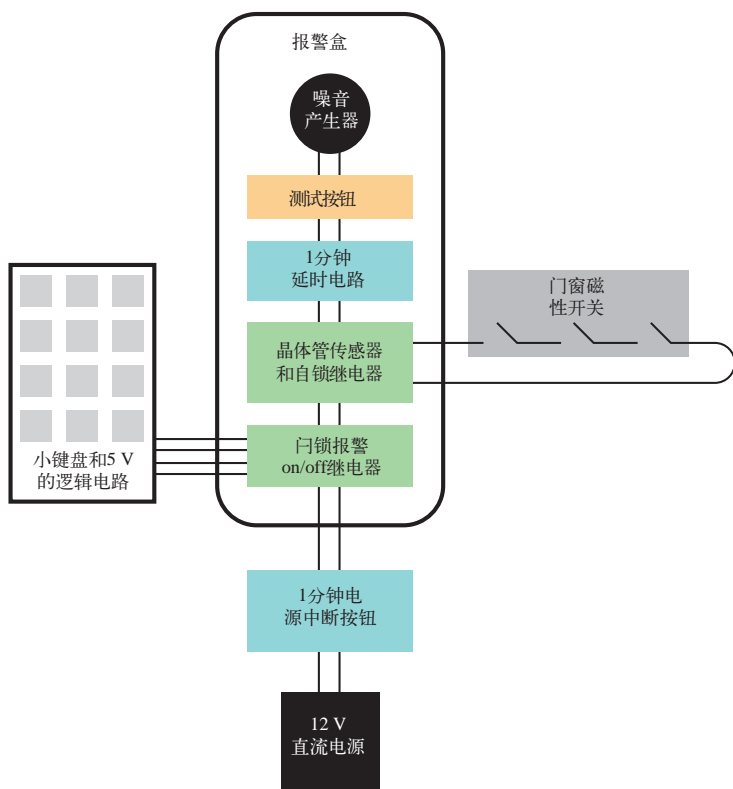 报警盒
噪音
产生器
测试按钮
1分钟
延时电路
门窗磁
性开关
晶体管传感器
和自锁继电器
闩锁报警
on/off继电器
小键盘和5 V
的逻辑电路
1分钟电
源中断按钮
12 V
直流电源